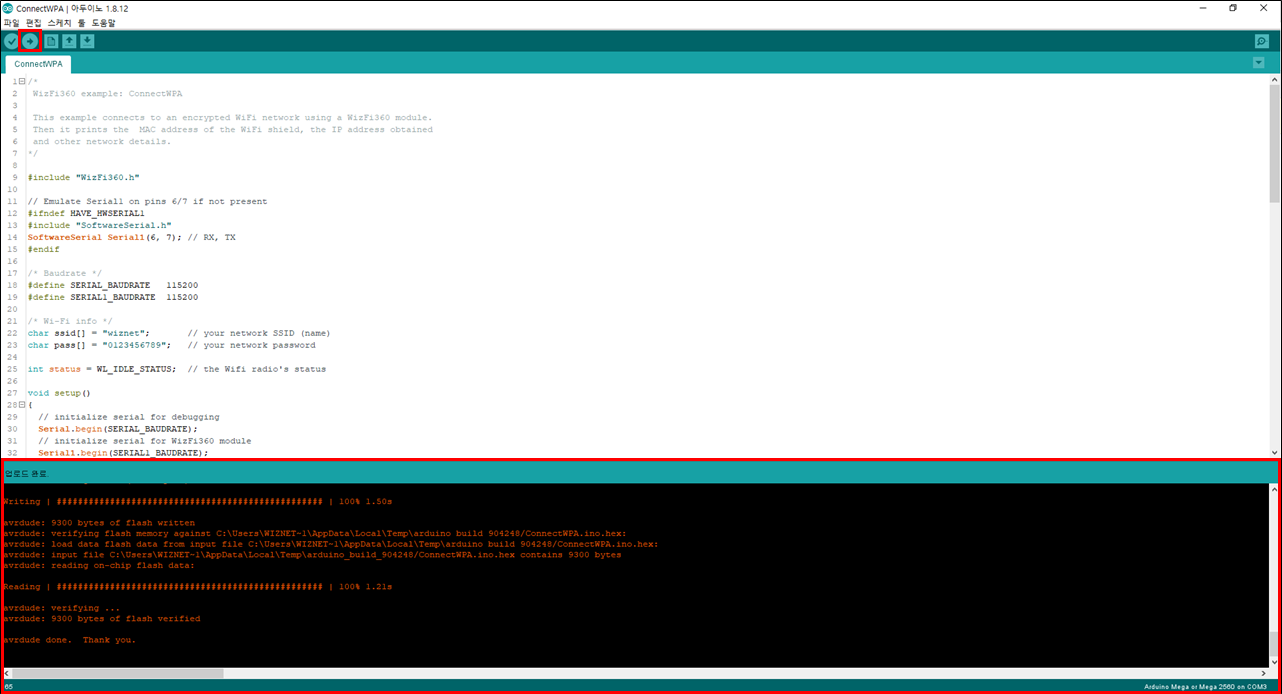 ConnectWPA | 아두이노 1.8.12
파일 편집 스케치 툴 도움말
ConnectWPA
1 /*
2 WizFi360 example: ConnectWPA
3
4 This example connects to an encrypted WiFi network using a WizFi360 module.
5 Then it prints the  MAC address of the WiFi shield, the IP address obtained
6 and other network details.
7 */
8
9 #include "WizFi360.h"
10
11 // Emulate Serial1 on pins 6/7 if not present
12 #ifndef HAVE_HWSERIAL1
13 #include "SoftwareSerial.h"
14 SoftwareSerial Serial1(6, 7); // RX, TX
15 #endif
16
17 /* Baudrate */
18 #define SERIAL_BAUDRATE   115200
19 #define SERIAL1_BAUDRATE  115200
20
21 /* Wi-Fi info */
22 char ssid[] = "wiznet";       // your network SSID (name)
23 char pass[] = "0123456789";   // your network password
24
25 int status = WL_IDLE_STATUS;  // the Wifi radio's status
26
27 void setup()
28 {
29   // initialize serial for debugging
30   Serial.begin(SERIAL_BAUDRATE);
31   // initialize serial for WizFi360 module
32   Serial1.begin(SERIAL1_BAUDRATE);
업로드 완료.
Writing | ################################################## | 100% 1.50s
avrdude: 9300 bytes of flash written
avrdude: verifying flash memory against C:\Users\WIZNET~1\AppData\Local\Temp\arduino_build_904248/ConnectWPA.ino.hex:
avrdude: load data flash data from input file C:\Users\WIZNET~1\AppData\Local\Temp\arduino_build_904248/ConnectWPA.ino.hex:
avrdude: input file C:\Users\WIZNET~1\AppData\Local\Temp\arduino_build_904248/ConnectWPA.ino.hex contains 9300 bytes
avrdude: reading on-chip flash data:
Reading | ################################################## | 100% 1.21s
avrdude: verifying ...
avrdude: 9300 bytes of flash verified
avrdude done.  Thank you.
65
Arduino Mega or Mega 2560 on COM3